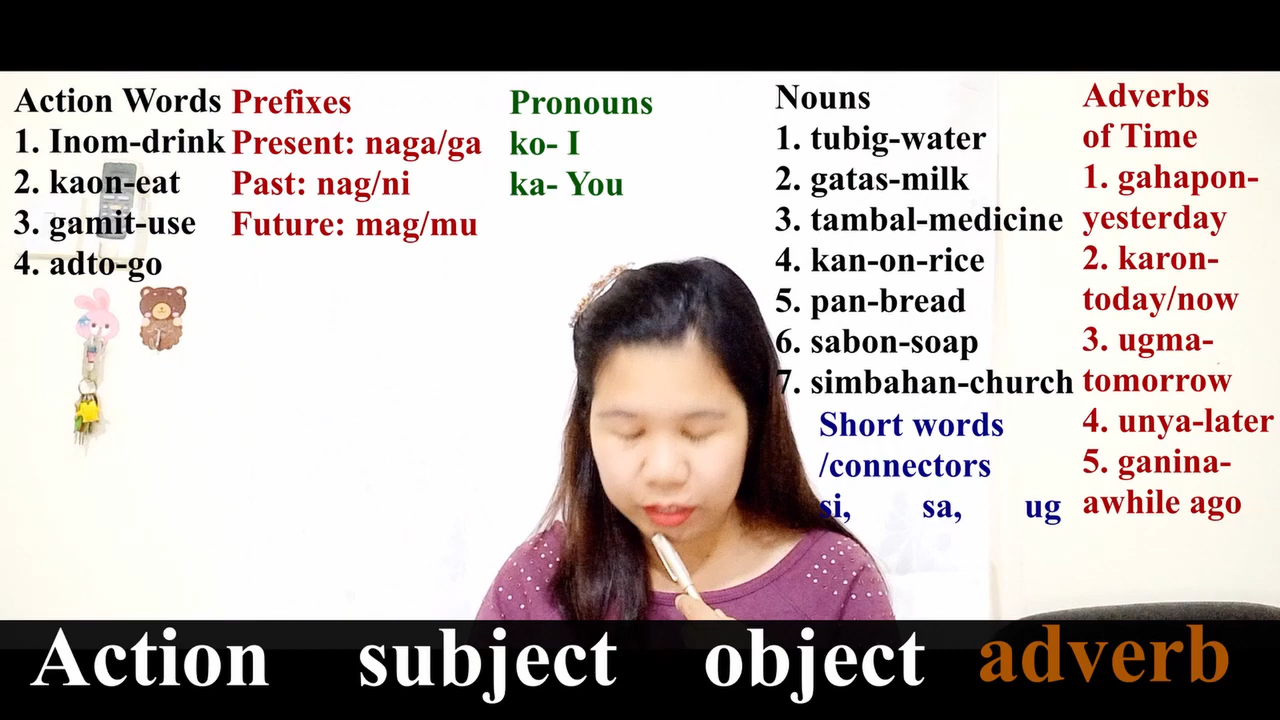 Action Words
1. Inom-drink
2. kaon-eat
3. gamit-use
4. adto-go
Prefixes
Present: naga/ga
Past: nag/ni
Future: mag/mu
Pronouns
ko- I
ka- You
Nouns
1. tubig-water
2. gatas-milk
3. tambal-medicine
4. kan-on-rice
5. pan-bread
6. sabon-soap
7. simbahan-church
Short words
/connectors
si, sa, ug
Adverbs
of Time
1. gahapon-
yesterday
2. karon-
today/now
3. ugma-
tomorrow
4. unya-later
5. ganina-
awhile ago
Action subject object adverb